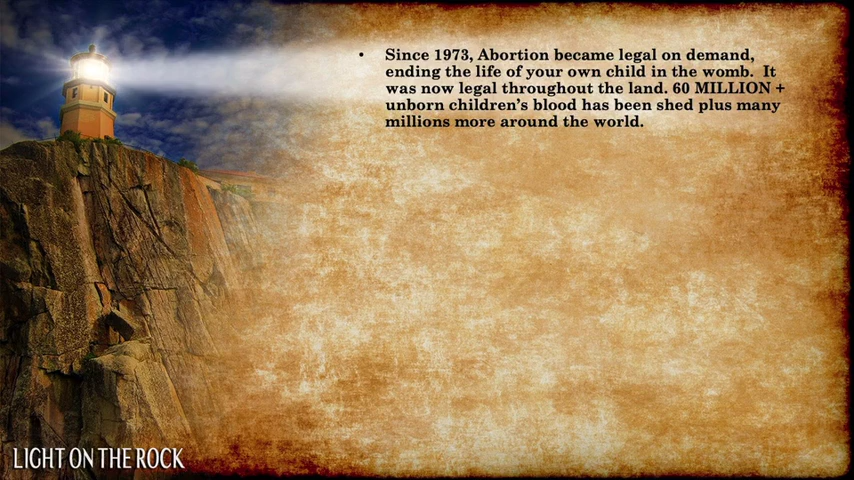 • Since 1973, Abortion became legal on demand,
ending the life of your own child in the womb.  It
was now legal throughout the land. 60 MILLION +
unborn children's blood has been shed plus many
millions more around the world.
LIGHT ON THE ROCK